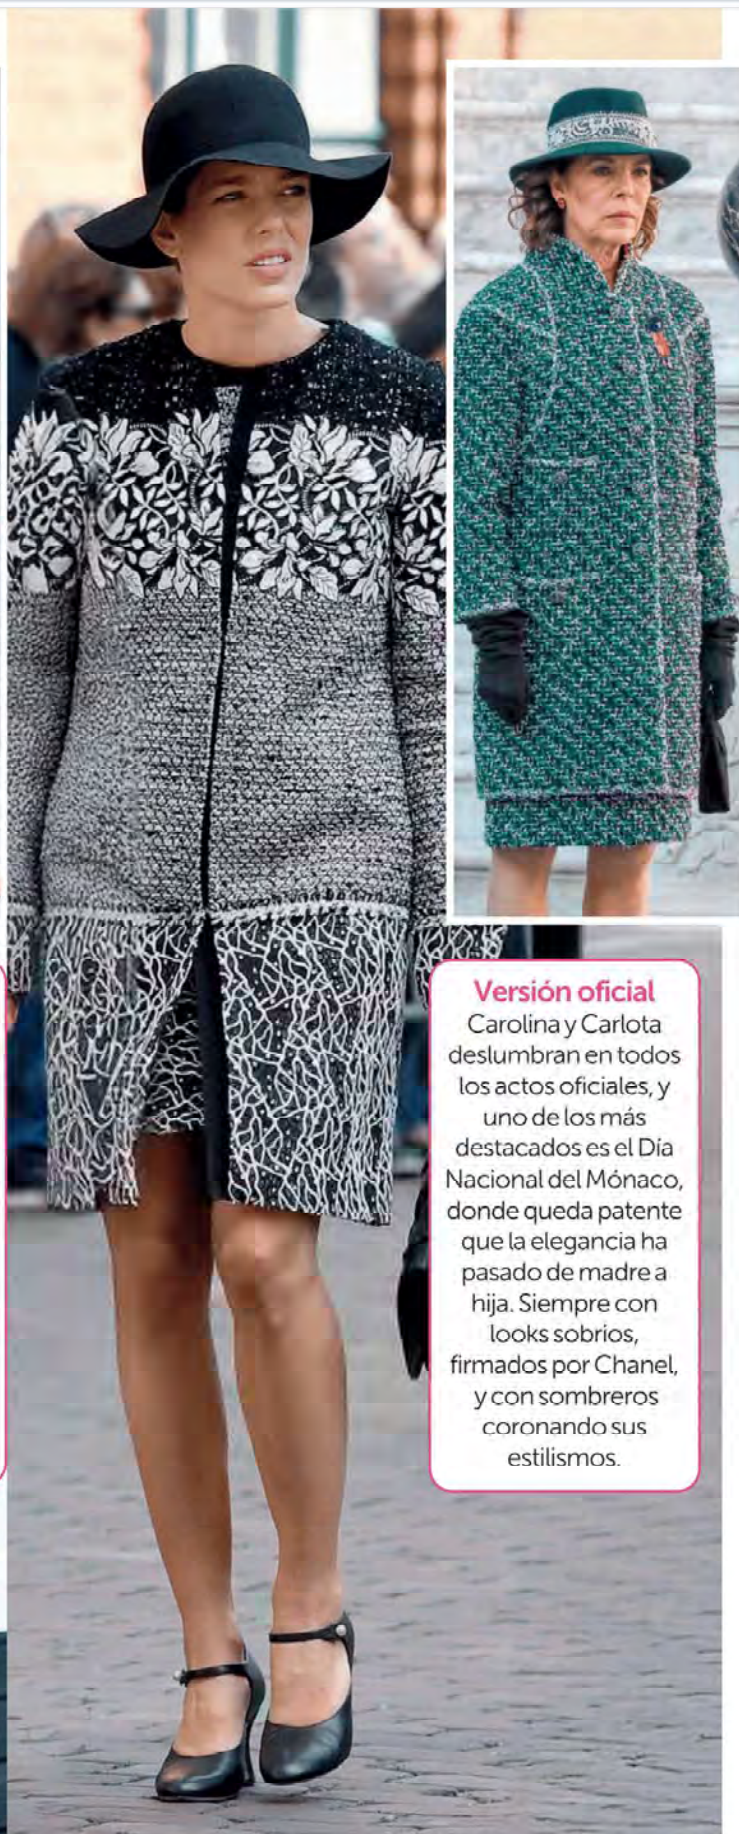 Versión oficial
Carolina y Carlota
deslumbran en todos
los actos oficiales, y
uno de los más
destacados es el Día
Nacional del Mónaco,
donde queda patente
que la elegancia ha
pasado de madre a
hija. Siempre con
looks sobrios,
firmados por Chanel,
y con sombreros
coronando sus
estilismos.